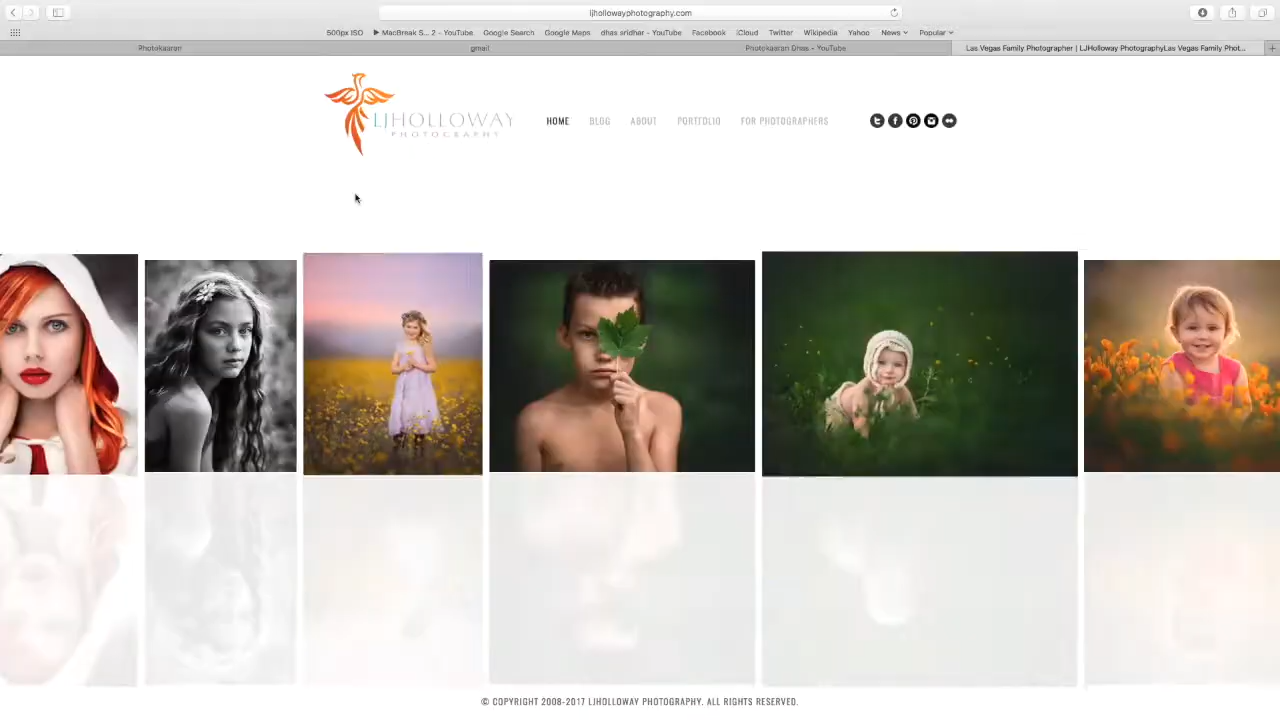 ljhollowayphotography.com
500px ISO ▶ MacBreak S... 2 - YouTube Google Search Google Maps dhas sridhar - YouTube Facebook iCloud Twitter Wikipedia Yahoo News Popular
Photokaaran gmail Photokaaran Dhas - YouTube Las Vegas Family Photographer | LJHolloway PhotographyLas Vegas Family Phot...
LJHOLLOWAY
PHOTOGRAPHY
HOME BLOG ABOUT PORTFOLIO FOR PHOTOGRAPHERS
© COPYRIGHT 2008-2017 LJHOLLOWAY PHOTOGRAPHY. ALL RIGHTS RESERVED.